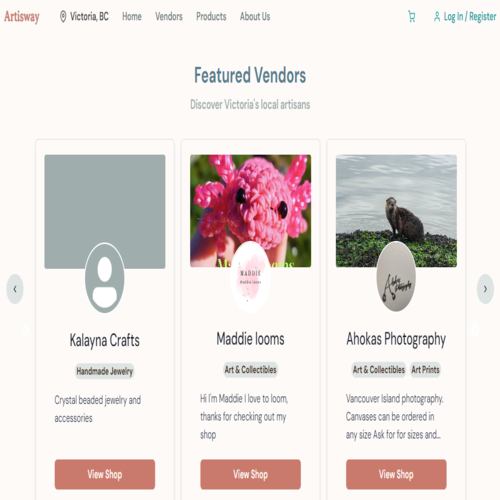 Artisway
Victoria, BC
Home
Vendors
Products
About Us
Log In / Register
Featured Vendors
Discover Victoria's local artisans
Kalayna Crafts
Handmade Jewelry
Crystal beaded jewelry and
accessories
View Shop
MADDIE
Maddie looms
Maddie looms
Art & Collectibles
Hi I'm Maddie I love to loom,
thanks for checking out my
shop
View Shop
Ahokas Photography
Art & Collectibles
Art Prints
Vancouver Island photography.
Canvases can be ordered in
any size Ask for for sizes and...
View Shop